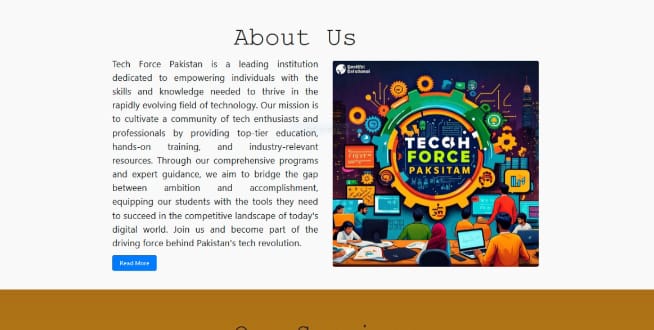 About Us
Tech Force Pakistan is a leading institution
dedicated to empowering individuals with the
skills and knowledge needed to thrive in the
rapidly evolving field of technology. Our mission is
to cultivate a community of tech enthusiasts and
professionals by providing top-tier education,
hands-on training, and industry-relevant
resources. Through our comprehensive programs
and expert guidance, we aim to bridge the gap
between ambition and accomplishment,
equipping our students with the tools they need
to succeed in the competitive landscape of today's
digital world. Join us and become part of the
driving force behind Pakistan's tech revolution.
Read More
TECCH
FORCE
PAKSITAM